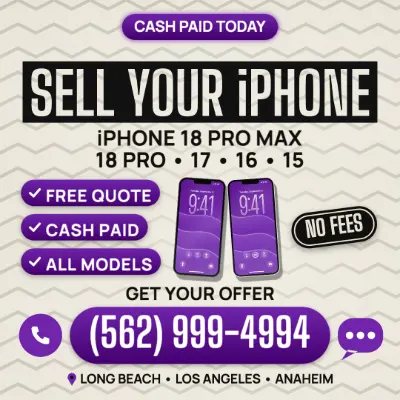 CASH PAID TODAY
SELL YOUR iPHONE
iPHONE 18 PRO MAX
18 PRO • 17 • 16 • 15
FREE QUOTE
CASH PAID
ALL MODELS
9:41
9:41
NO FEES
GET YOUR OFFER
(562) 999-4994
LONG BEACH • LOS ANGELES • ANAHEIM